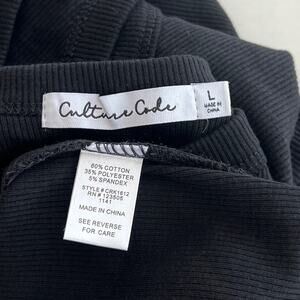 Culture Code
L
MADE IN
CHINA
60% COTTON
35% POLYESTER
5% SPANDEX
STYLE# CRK1812
RN# 123505
1141
MADE IN CHINA
SEE REVERSE
FOR CARE